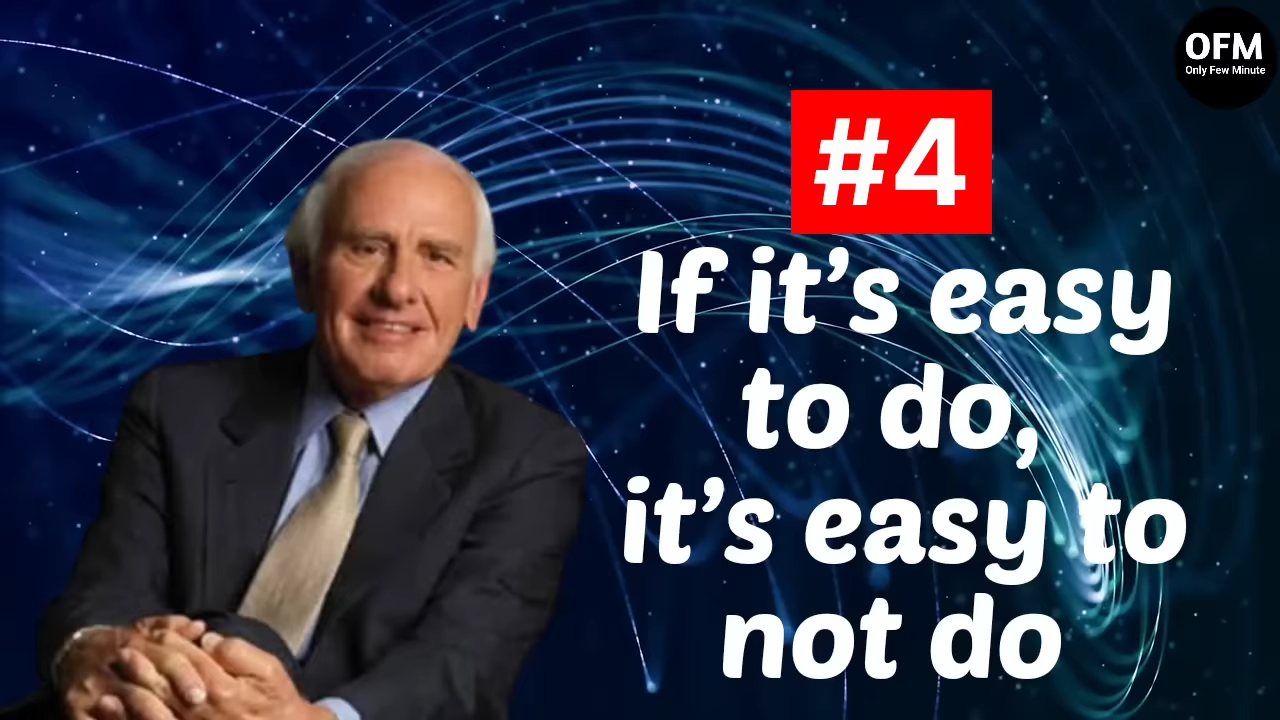 OFM
Only Few Minute
#4
If it's easy
to do,
it's easy to
not do